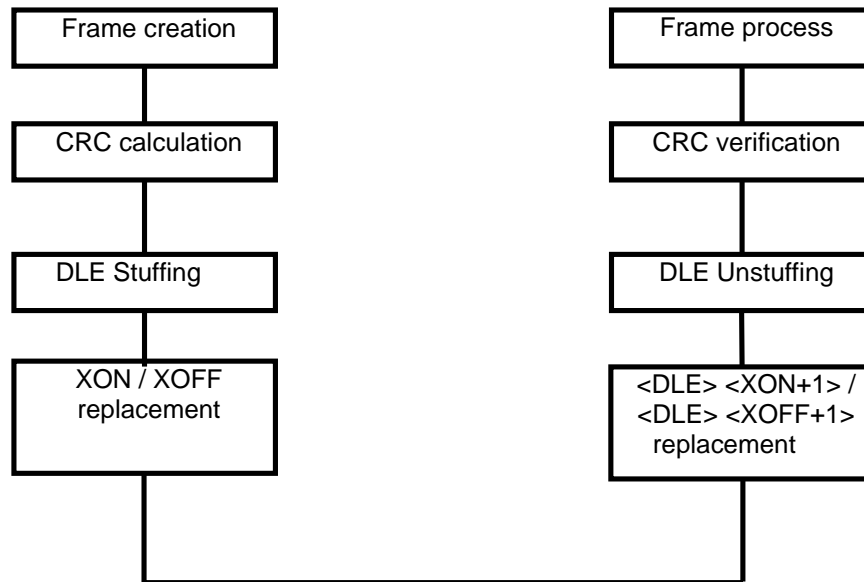 Frame creation
CRC calculation
DLE Stuffing
XON / XOFF
replacement
Frame process
CRC verification
DLE Unstuffing
<DLE> <XON+1> /
<DLE> <XOFF+1>
replacement